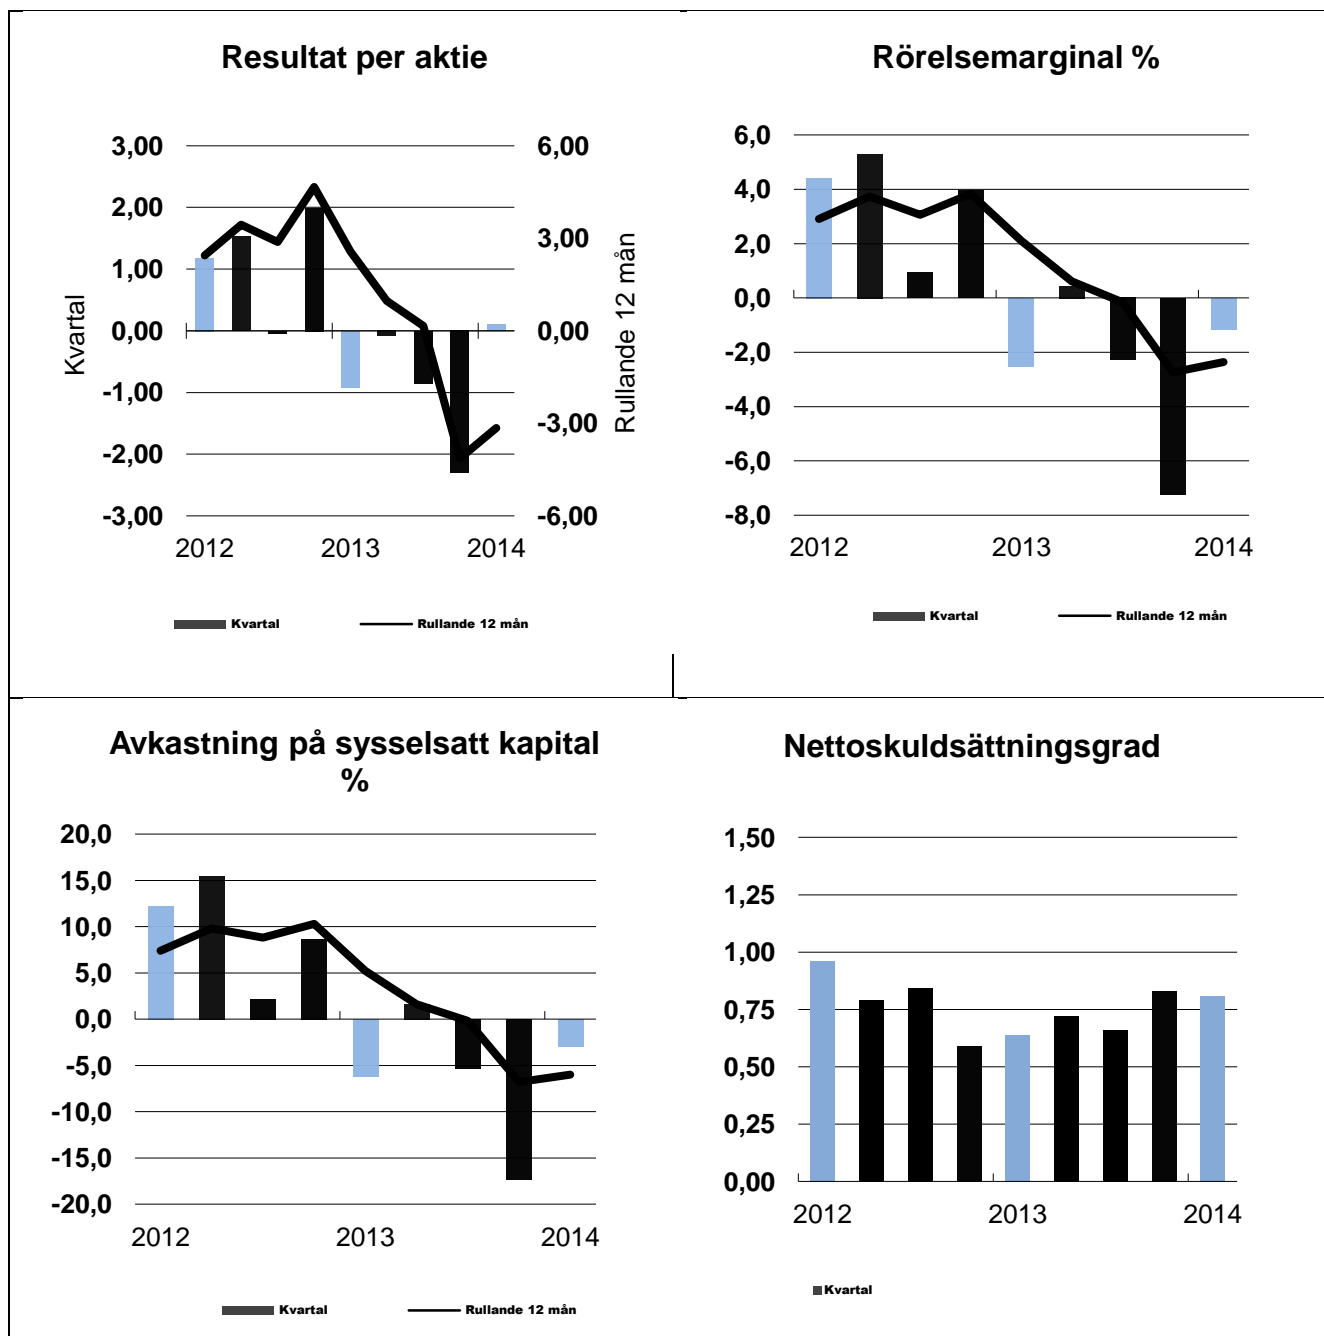 Resultat per aktie
3,00
2,00
1,00
0,00
-1,00
-2,00
-3,00
Kvartal
6,00
3,00
0,00
-3,00
-6,00
Rullande 12 mån
2012 2013 2014
Kvartal Rullande 12 mån
Rörelsemarginal %
6,0
4,0
2,0
0,0
-2,0
-4,0
-6,0
-8,0
2012 2013 2014
Kvartal Rullande 12 mån
Avkastning på sysselsatt kapital
%
20,0
15,0
10,0
5,0
0,0
-5,0
-10,0
-15,0
-20,0
2012 2013 2014
Kvartal Rullande 12 mån
Nettoskuldsättningsgrad
1,50
1,25
1,00
0,75
0,50
0,25
0,00
2012 2013 2014
Kvartal